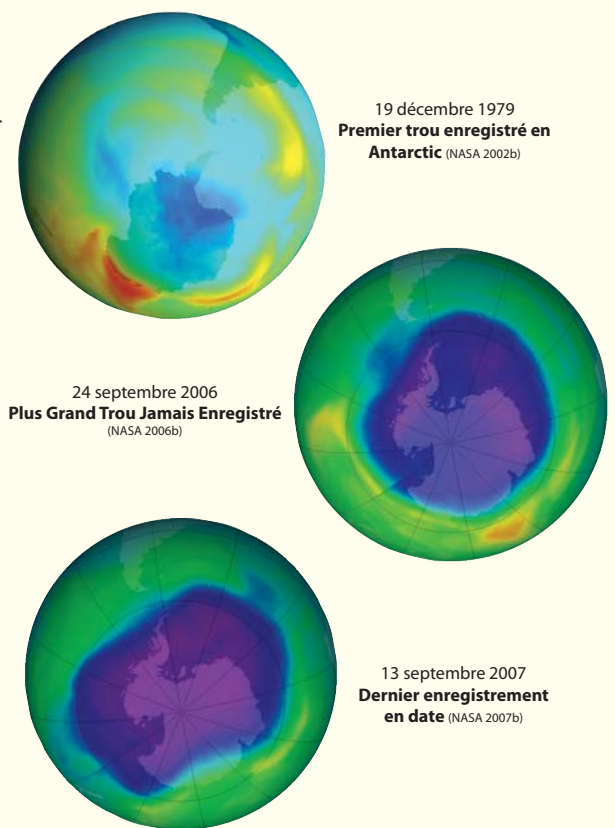 19 décembre 1979
Premier trou enregistré en
Antarctic (NASA 2002b)
24 septembre 2006
Plus Grand Trou Jamais Enregistré
(NASA 2006b)
13 septembre 2007
Dernier enregistrement
en date (NASA 2007b)